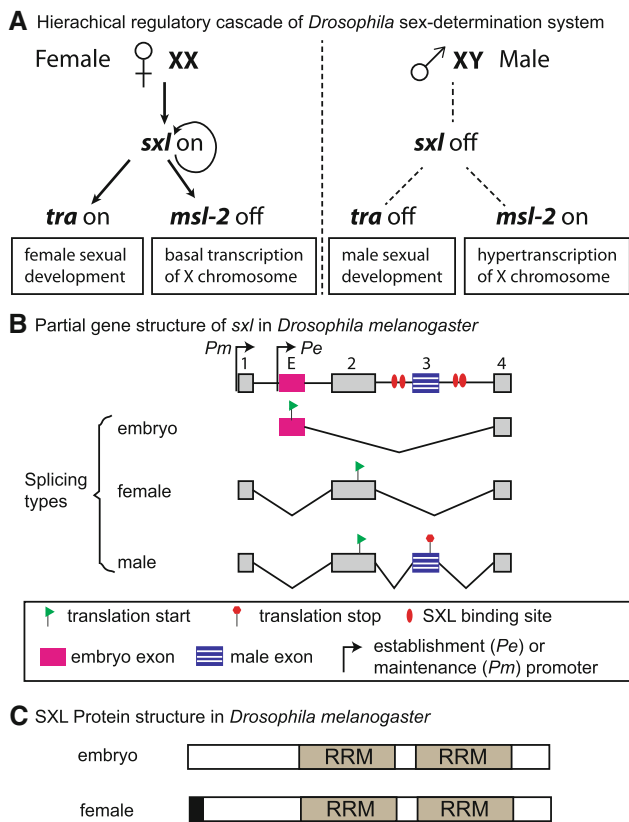 A Hierachical regulatory cascade of Drosophila sex-determination system
Female ♀ XX
♂ XY Male
sxl on
sxl off
tra on
msl-2 off
tra off
msl-2 on
female sexual
development
basal transcription
of X chromosome
male sexual
development
hypertranscription
of X chromosome
B Partial gene structure of sxl in Drosophila melanogaster
Pm Pe
1 E 2 3 4
Splicing
types
embryo
female
male
translation start
translation stop
SXL binding site
embryo exon
male exon
establishment (Pe) or
maintenance (Pm) promoter
C SXL Protein structure in Drosophila melanogaster
embryo RRM RRM
female RRM RRM